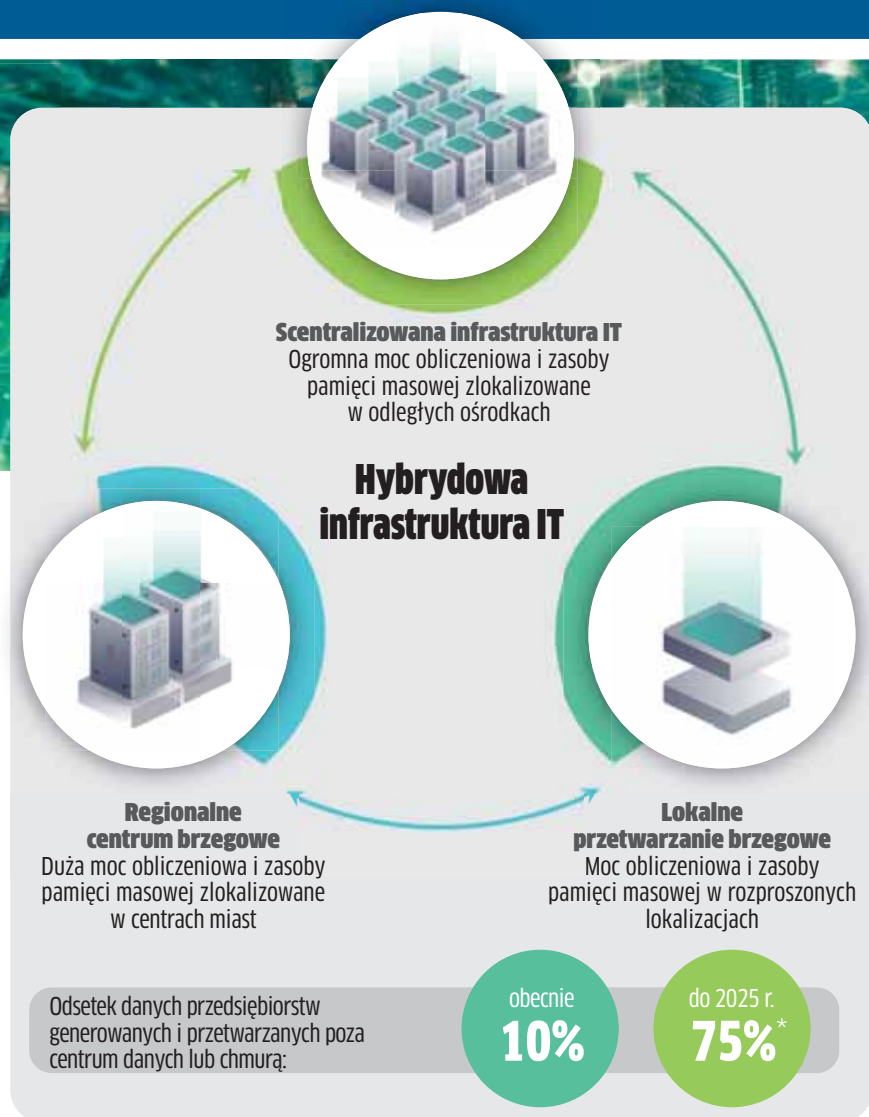 Scentralizowana infrastruktura IT
Ogromna moc obliczeniowa i zasoby
pamięci masowej zlokalizowane
w odległych ośrodkach
Hybrydowa
infrastruktura IT
Regionalne
centrum brzegowe
Duża moc obliczeniowa i zasoby
pamięci masowej zlokalizowane
w centrach miast
Lokalne
przetwarzanie brzegowe
Moc obliczeniowa i zasoby
pamięci masowej w rozproszonych
lokalizacjach
Odsetek danych przedsiębiorstw
generowanych i przetwarzanych poza
centrum danych lub chmurą:
obecnie
10%
do 2025 r.
75%*